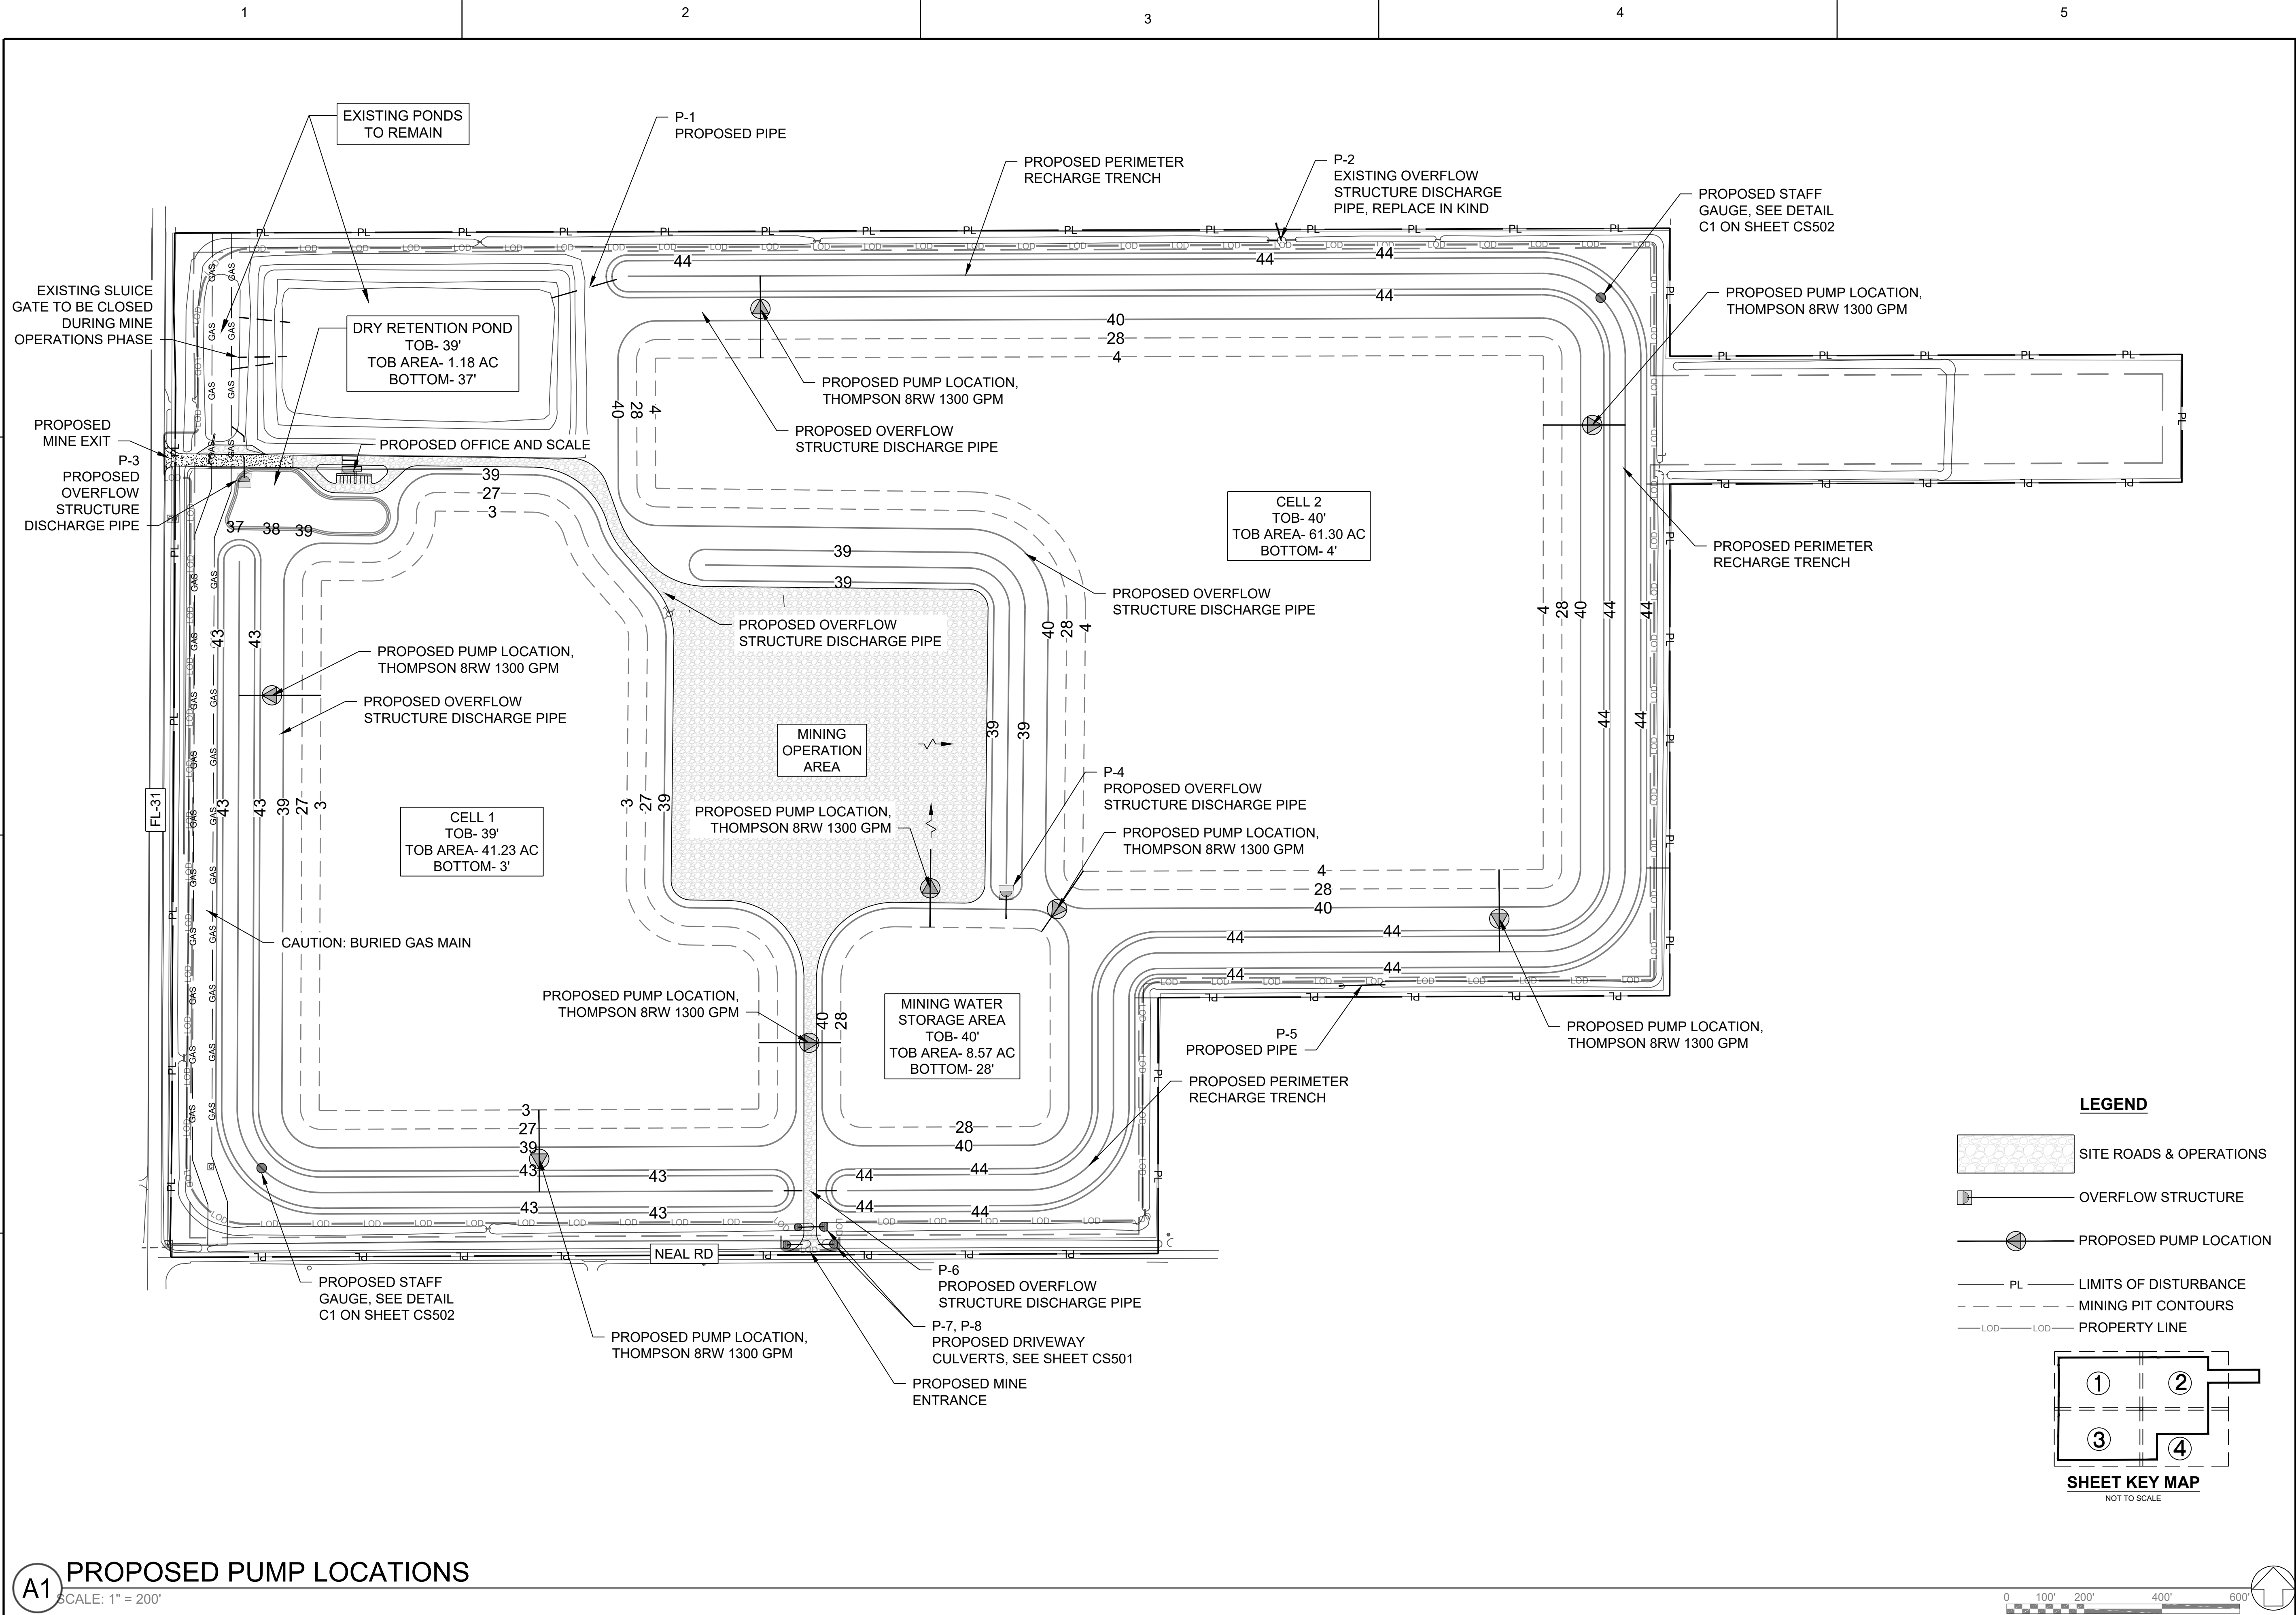 1
2
3
4
5
EXISTING PONDS
TO REMAIN
P-1
PROPOSED PIPE
PROPOSED PERIMETER
RECHARGE TRENCH
P-2
EXISTING OVERFLOW
STRUCTURE DISCHARGE
PIPE, REPLACE IN KIND
PROPOSED STAFF
GAUGE, SEE DETAIL
C1 ON SHEET CS502
EXISTING SLUICE
GATE TO BE CLOSED
DURING MINE
OPERATIONS PHASE
DRY RETENTION POND
TOB- 39'
TOB AREA- 1.18 AC
BOTTOM- 37'
PROPOSED PUMP LOCATION,
THOMPSON 8RW 1300 GPM
PROPOSED PUMP LOCATION,
THOMPSON 8RW 1300 GPM
PROPOSED OVERFLOW
STRUCTURE DISCHARGE PIPE
PROPOSED
MINE EXIT
P-3
PROPOSED
OVERFLOW
STRUCTURE
DISCHARGE PIPE
PROPOSED OFFICE AND SCALE
CELL 2
TOB- 40'
TOB AREA- 61.30 AC
BOTTOM- 4'
PROPOSED PERIMETER
RECHARGE TRENCH
PROPOSED OVERFLOW
STRUCTURE DISCHARGE PIPE
PROPOSED OVERFLOW
STRUCTURE DISCHARGE PIPE
PROPOSED PUMP LOCATION,
THOMPSON 8RW 1300 GPM
PROPOSED OVERFLOW
STRUCTURE DISCHARGE PIPE
MINING
OPERATION
AREA
P-4
PROPOSED OVERFLOW
STRUCTURE DISCHARGE PIPE
FL-31
CELL 1
TOB- 39'
TOB AREA- 41.23 AC
BOTTOM- 3'
PROPOSED PUMP LOCATION,
THOMPSON 8RW 1300 GPM
PROPOSED PUMP LOCATION,
THOMPSON 8RW 1300 GPM
CAUTION: BURIED GAS MAIN
PROPOSED PUMP LOCATION,
THOMPSON 8RW 1300 GPM
MINING WATER
STORAGE AREA
TOB- 40'
TOB AREA- 8.57 AC
BOTTOM- 28'
P-5
PROPOSED PIPE
PROPOSED PUMP LOCATION,
THOMPSON 8RW 1300 GPM
PROPOSED PERIMETER
RECHARGE TRENCH
NEAL RD
PROPOSED STAFF
GAUGE, SEE DETAIL
C1 ON SHEET CS502
PROPOSED PUMP LOCATION,
THOMPSON 8RW 1300 GPM
P-6
PROPOSED OVERFLOW
STRUCTURE DISCHARGE PIPE
P-7, P-8
PROPOSED DRIVEWAY
CULVERTS, SEE SHEET CS501
PROPOSED MINE
ENTRANCE
LEGEND
SITE ROADS & OPERATIONS
OVERFLOW STRUCTURE
PROPOSED PUMP LOCATION
PL LIMITS OF DISTURBANCE
MINING PIT CONTOURS
LOD LOD PROPERTY LINE
1
2
3
4
SHEET KEY MAP
NOT TO SCALE
A1 PROPOSED PUMP LOCATIONS
SCALE: 1" = 200'
0 100' 200' 400' 600'